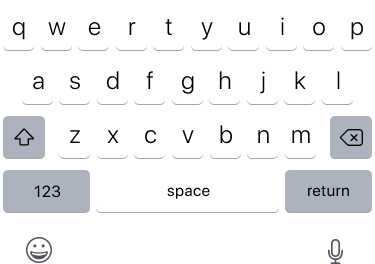 q w e r t y u i o p
a s d f g h j k l
z x c v b n m
123 space return